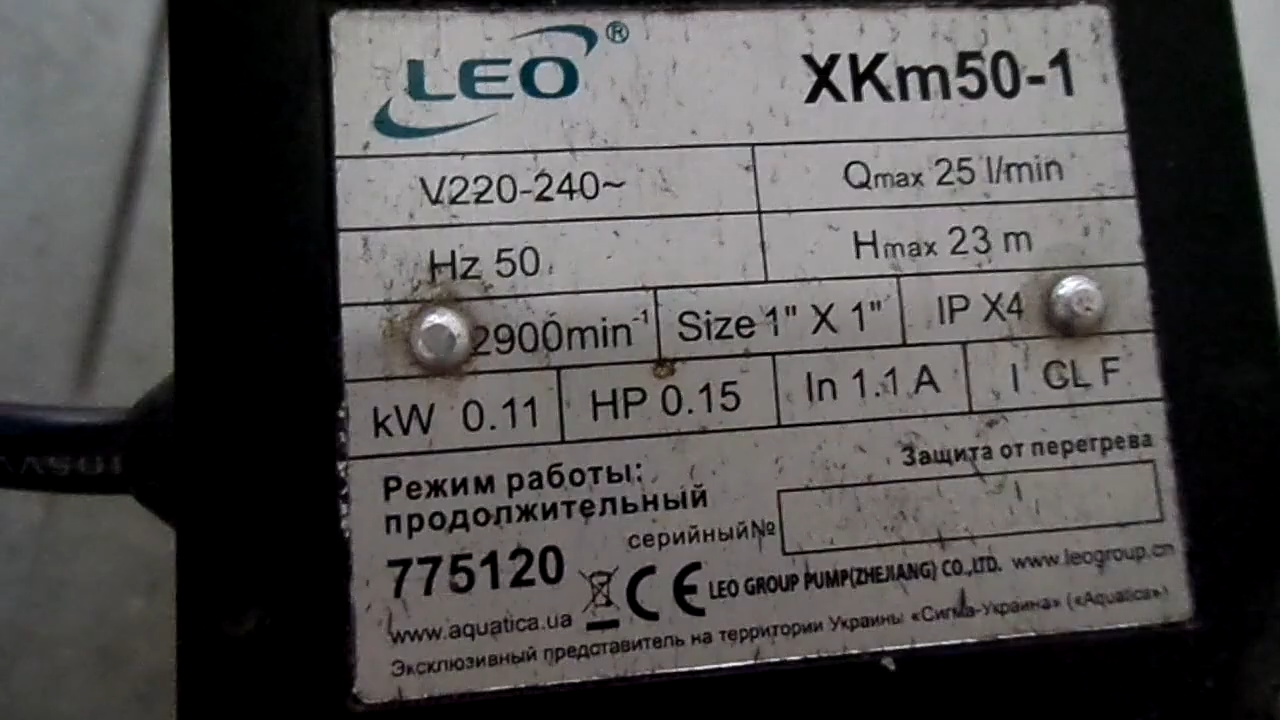 LEO®
XKm50-1
V220-240~
Qmax 25 l/min
Hz 50
Hmax 23 m
2900min⁻¹
Size 1" X 1"
IP X4
kW 0.11
HP 0.15
In 1.1 A
I CL F
Режим работы:
продолжительный
Защита от перегрева
серийный№
775120
CE
LEO GROUP PUMP(ZHEJIANG) CO.,LTD. www.leogroup.cn
www.aquatica.ua
Эксклюзивный представитель на территории Украины «Сигма-Украина» («Aquatica»)